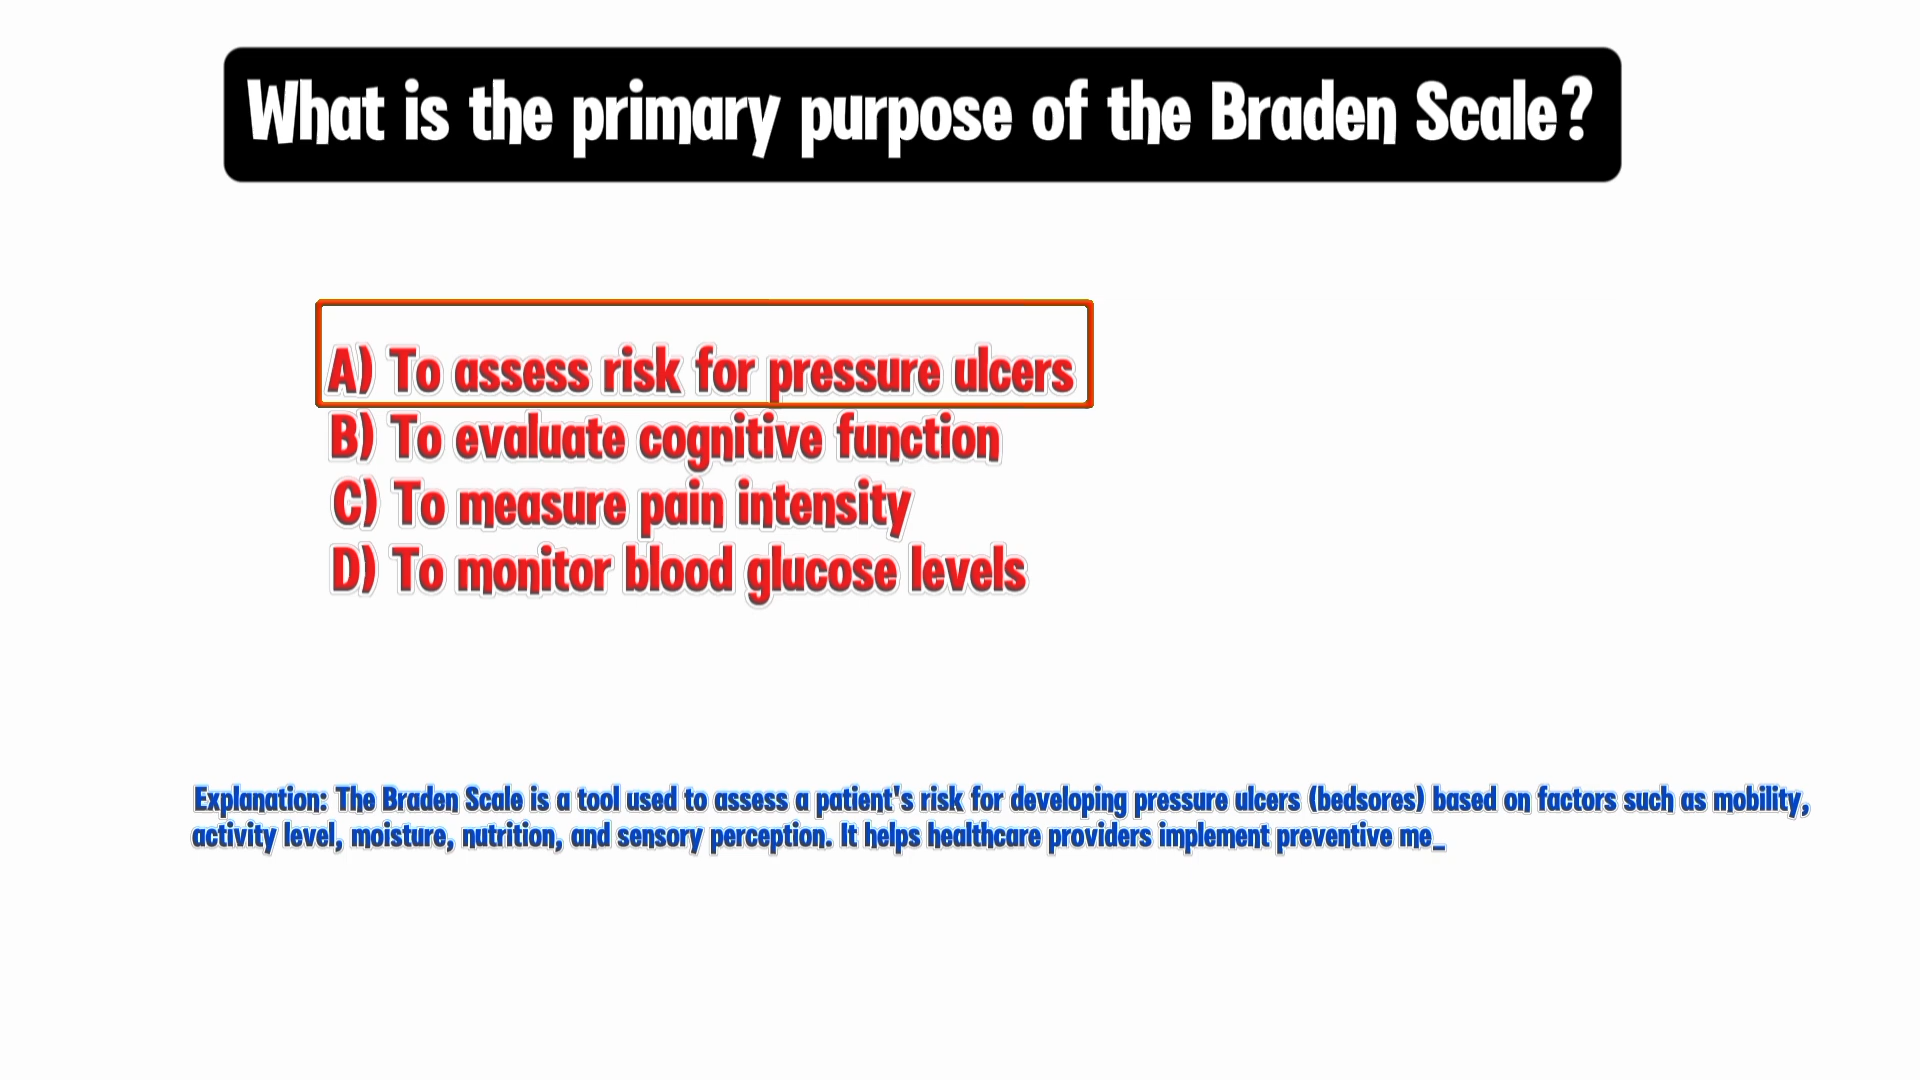 What is the primary purpose of the Braden Scale?
A) To assess risk for pressure ulcers
B) To evaluate cognitive function
C) To measure pain intensity
D) To monitor blood glucose levels
Explanation: The Braden Scale is a tool used to assess a patient's risk for developing pressure ulcers (bedsores) based on factors such as mobility,
activity level, moisture, nutrition, and sensory perception. It helps healthcare providers implement preventive me_